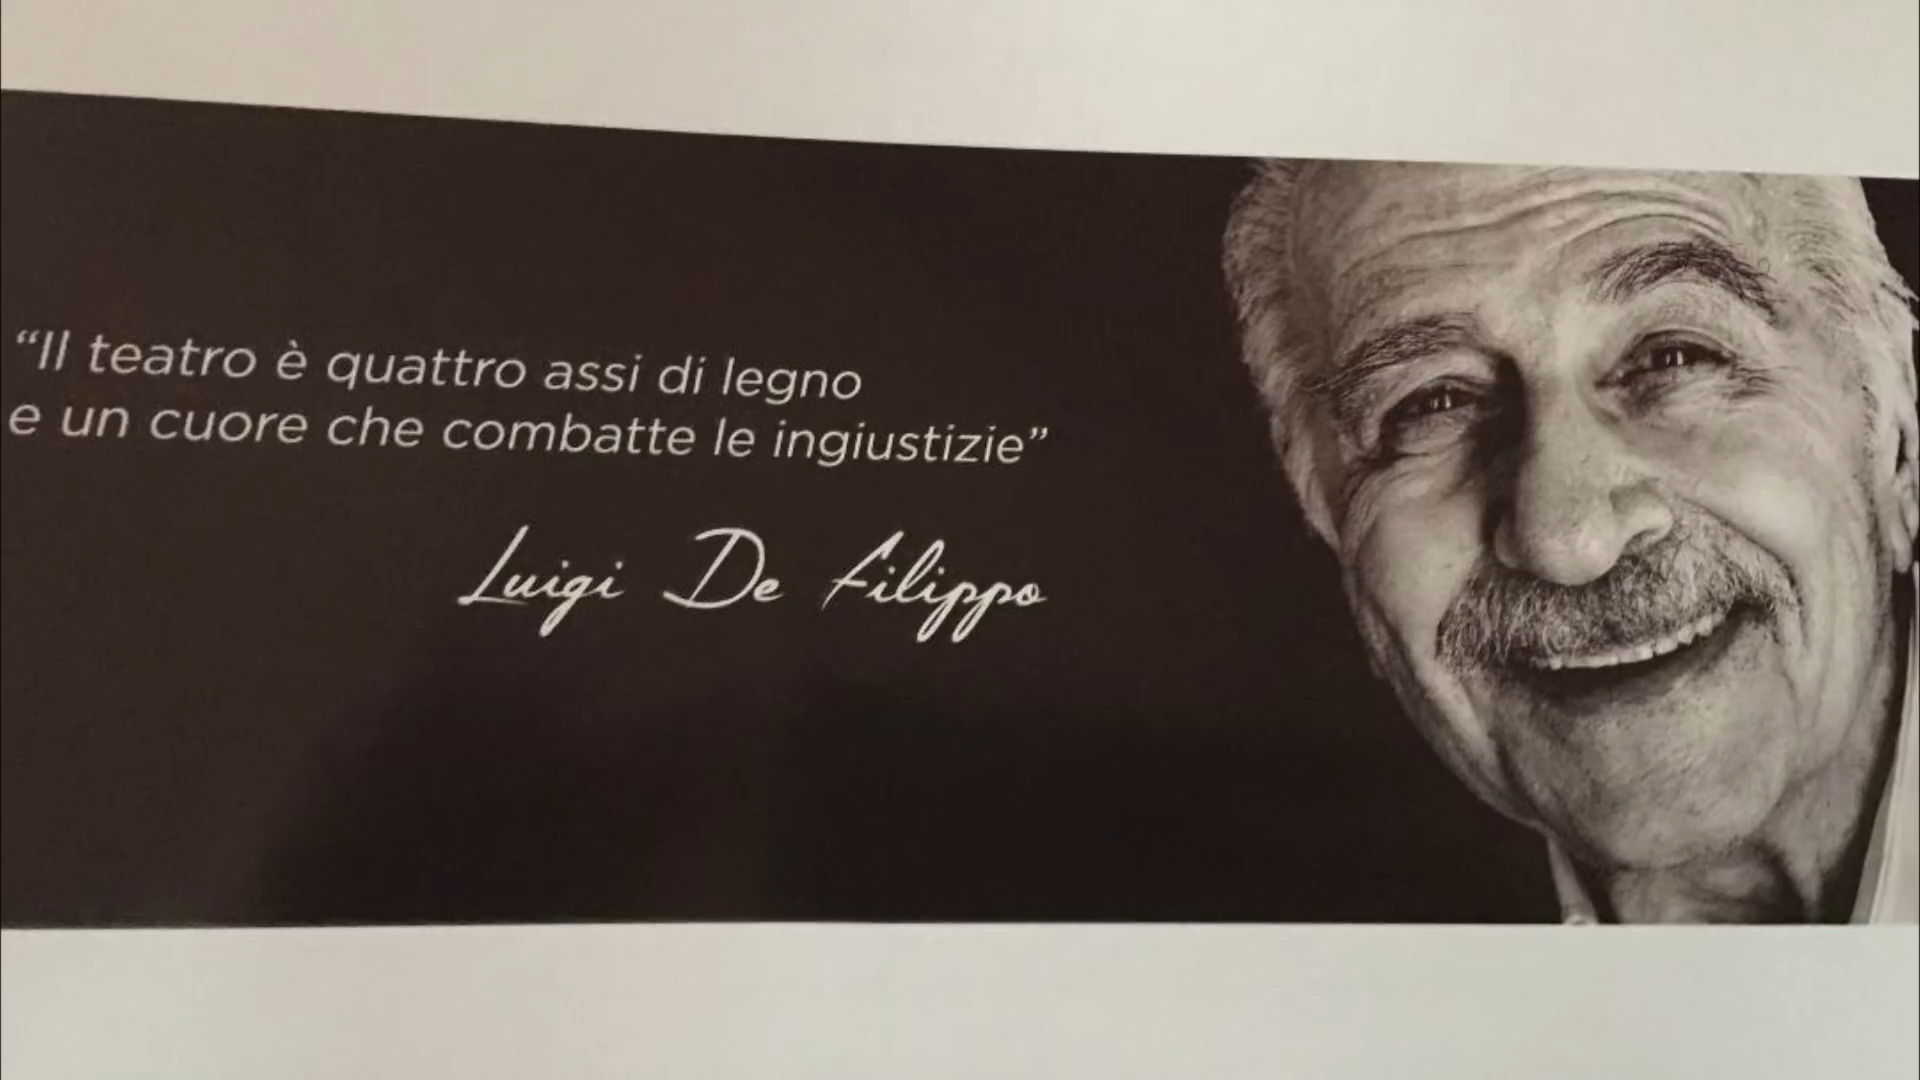 “Il teatro è quattro assi di legno
e un cuore che combatte le ingiustizie”
Luigi De Filippo